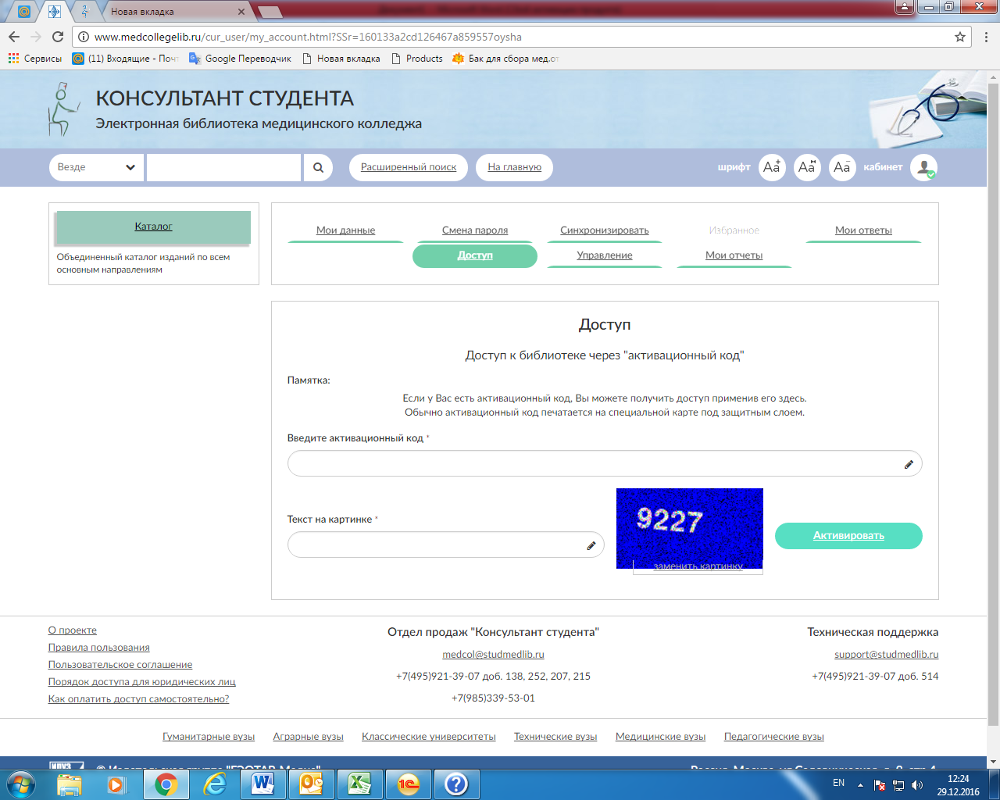 Новая вкладка
www.medcollegelib.ru/cur_user/my_account.html?SSr=160133a2cd126467a859557oysha
Сервисы (11) Входящие - Почт Google Переводчик Новая вкладка Products Бак для сбора мед.от
КОНСУЛЬТАНТ СТУДЕНТА
Электронная библиотека медицинского колледжа
Везде Расширенный поиск На главную шрифт Aa+ Aa Aa- кабинет
Каталог
Объединенный каталог изданий по всем
основным направлениям
Мои данные Смена пароля Синхронизировать Избранное Мои ответы
Доступ Управление Мои отчеты
Доступ
Доступ к библиотеке через "активационный код"
Памятка:
Если у Вас есть активационный код, Вы можете получить доступ применив его здесь.
Обычно активационный код печатается на специальной карте под защитным слоем.
Введите активационный код *
Текст на картинке *
9227
Активировать
заменить картинку
О проекте
Правила пользования
Пользовательское соглашение
Порядок доступа для юридических лиц
Как оплатить доступ самостоятельно?
Отдел продаж "Консультант студента"
medcol@studmedlib.ru
+7(495)921-39-07 доб. 138, 252, 207, 215
+7(985)339-53-01
Техническая поддержка
support@studmedlib.ru
+7(495)921-39-07 доб. 514
Гуманитарные вузы Аграрные вузы Классические университеты Технические вузы Медицинские вузы Педагогические вузы
© Издательская группа "ГЭОТАР-Медиа"
EN 12:24
29.12.2016